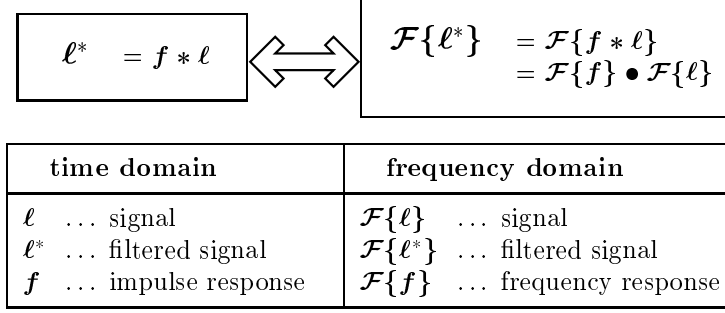 ℓ* = f * ℓ
F{ℓ*} = F{f * ℓ}
= F{f} • F{ℓ}
time domain frequency domain
ℓ ... signal F{ℓ} ... signal
ℓ* ... filtered signal F{ℓ*} ... filtered signal
f ... impulse response F{f} ... frequency response